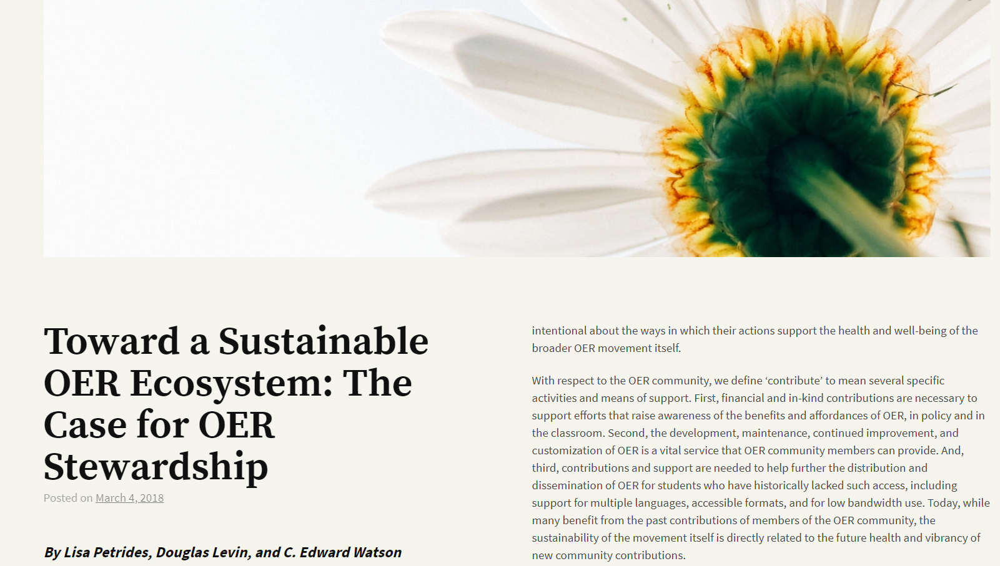 Toward a Sustainable
OER Ecosystem: The
Case for OER
Stewardship
Posted on March 4, 2018
By Lisa Petrides, Douglas Levin, and C. Edward Watson
intentional about the ways in which their actions support the health and well-being of the
broader OER movement itself.
With respect to the OER community, we define ‘contribute’ to mean several specific
activities and means of support. First, financial and in-kind contributions are necessary to
support efforts that raise awareness of the benefits and affordances of OER, in policy and in
the classroom. Second, the development, maintenance, continued improvement, and
customization of OER is a vital service that OER community members can provide. And,
third, contributions and support are needed to help further the distribution and
dissemination of OER for students who have historically lacked such access, including
support for multiple languages, accessible formats, and for low bandwidth use. Today, while
many benefit from the past contributions of members of the OER community, the
sustainability of the movement itself is directly related to the future health and vibrancy of
new community contributions.